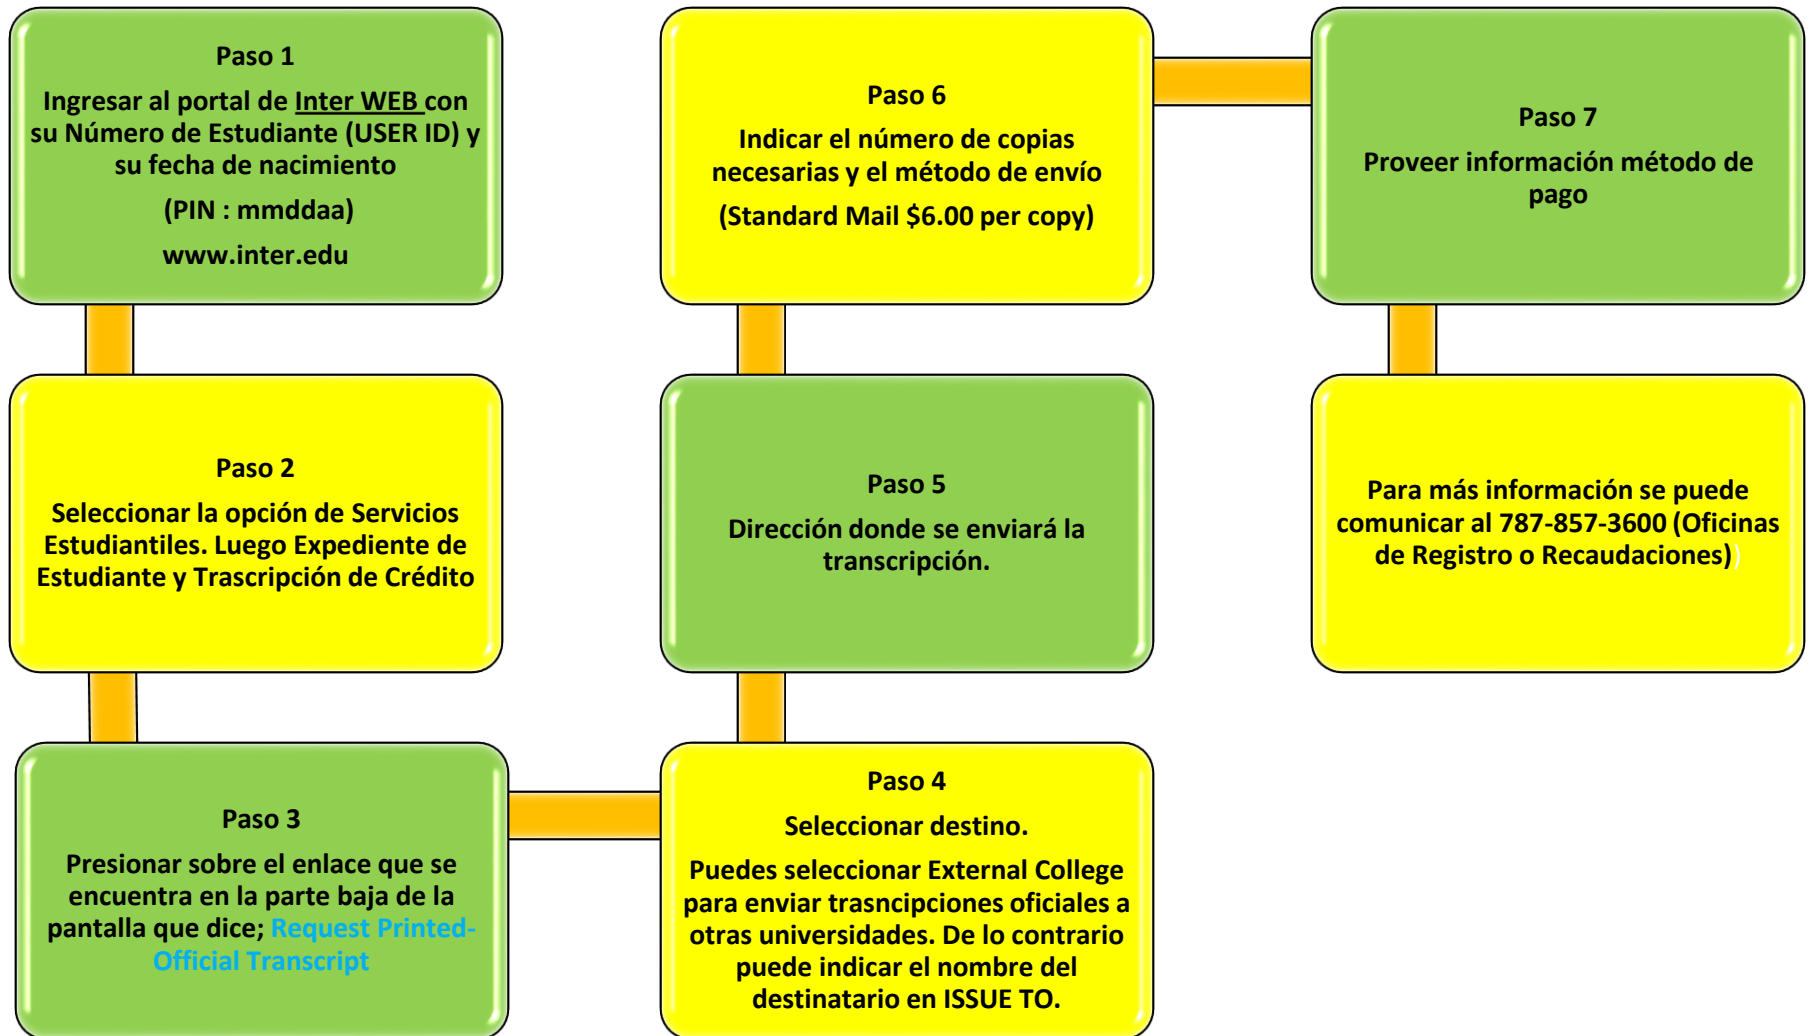 Paso 1
Ingresar al portal de Inter WEB con
su Número de Estudiante (USER ID) y
su fecha de nacimiento
(PIN : mmddaa)
www.inter.edu
Paso 2
Seleccionar la opción de Servicios
Estudiantiles. Luego Expediente de
Estudiante y Trascripción de Crédito
Paso 3
Presionar sobre el enlace que se
encuentra en la parte baja de la
pantalla que dice; Request Printed-
Official Transcript
Paso 4
Seleccionar destino.
Puedes seleccionar External College
para enviar trasncipciones oficiales a
otras universidades. De lo contrario
puede indicar el nombre del
destinatario en ISSUE TO.
Paso 5
Dirección donde se enviará la
transcripción.
Paso 6
Indicar el número de copias
necesarias y el método de envío
(Standard Mail $6.00 per copy)
Paso 7
Proveer información método de
pago
Para más información se puede
comunicar al 787-857-3600 (Oficinas
de Registro o Recaudaciones))